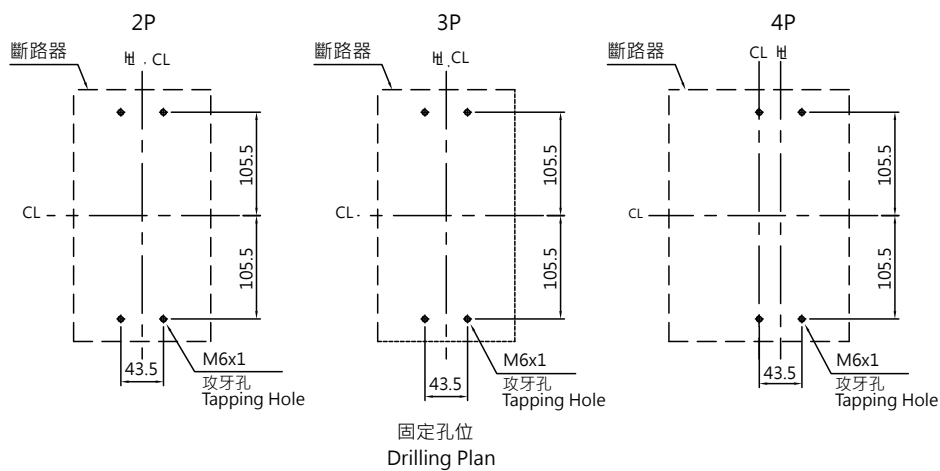 2P
斷路器
HL . CL
105.5
CL
105.5
43.5
M6x1
攻牙孔
Tapping Hole
3P
斷路器
HL . CL
105.5
CL
105.5
43.5
M6x1
攻牙孔
Tapping Hole
4P
斷路器
CL HL
105.5
CL
105.5
43.5
M6x1
攻牙孔
Tapping Hole
固定孔位
Drilling Plan